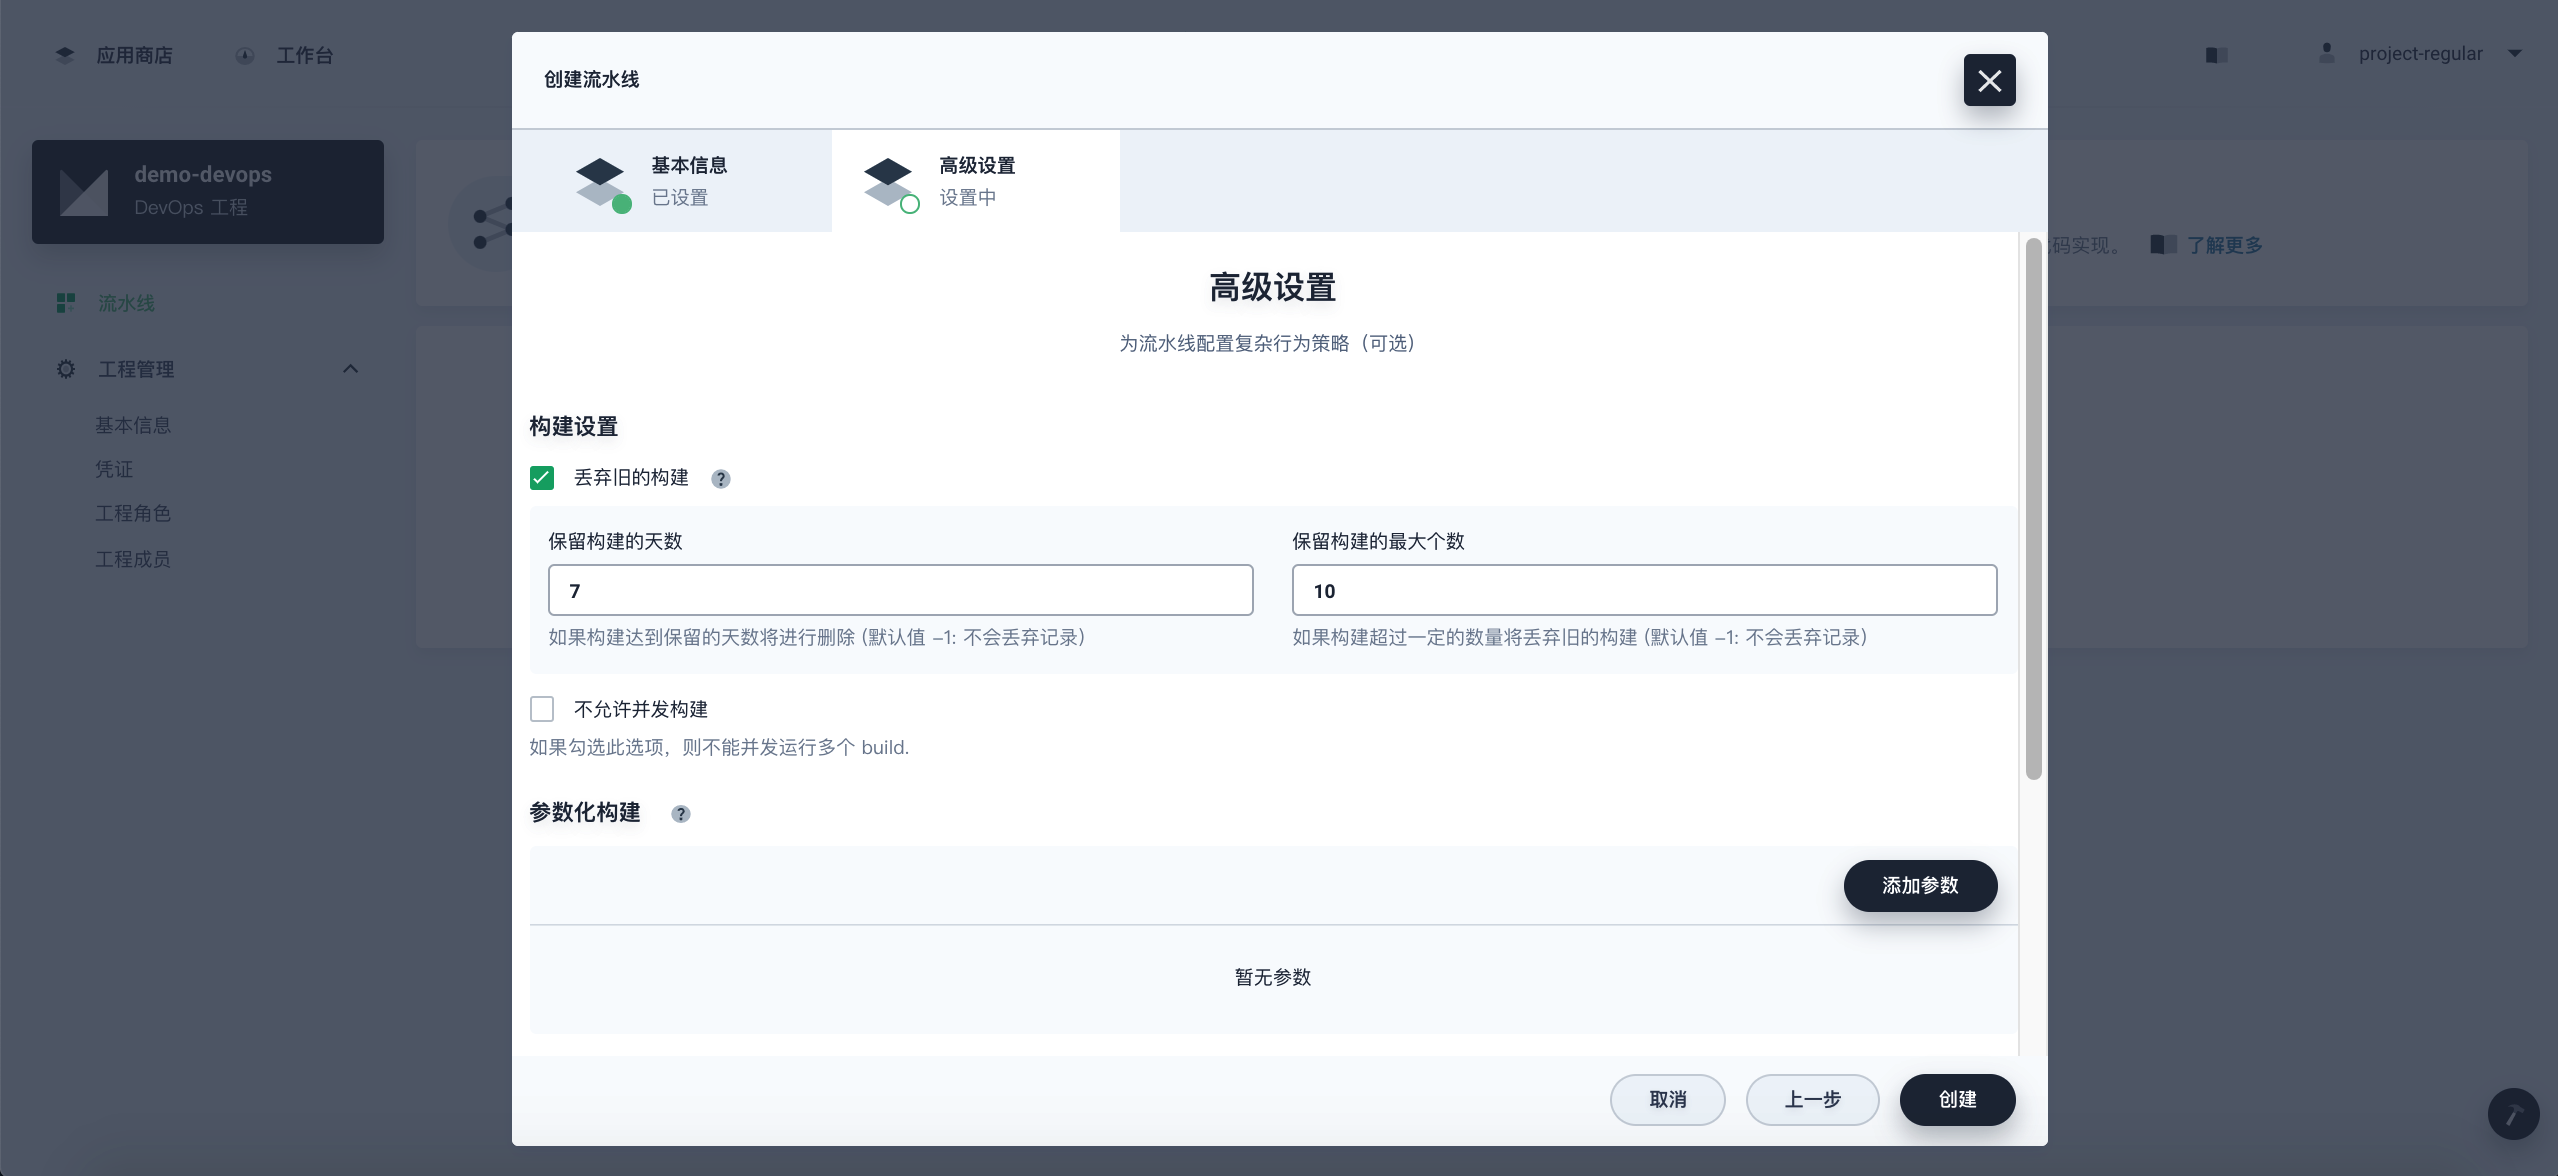 应用商店
工作台
project-regular
demo-devops
DevOps 工程
流水线
工程管理
基本信息
凭证
工程角色
工程成员
码实现。
了解更多
创建流水线
基本信息
已设置
高级设置
设置中
高级设置
为流水线配置复杂行为策略（可选）
构建设置
丢弃旧的构建 ?
保留构建的天数
7
如果构建达到保留的天数将进行删除 (默认值 -1: 不会丢弃记录)
保留构建的最大个数
10
如果构建超过一定的数量将丢弃旧的构建 (默认值 -1: 不会丢弃记录)
不允许并发构建
如果勾选此选项，则不能并发运行多个 build.
参数化构建 ?
添加参数
暂无参数
取消
上一步
创建